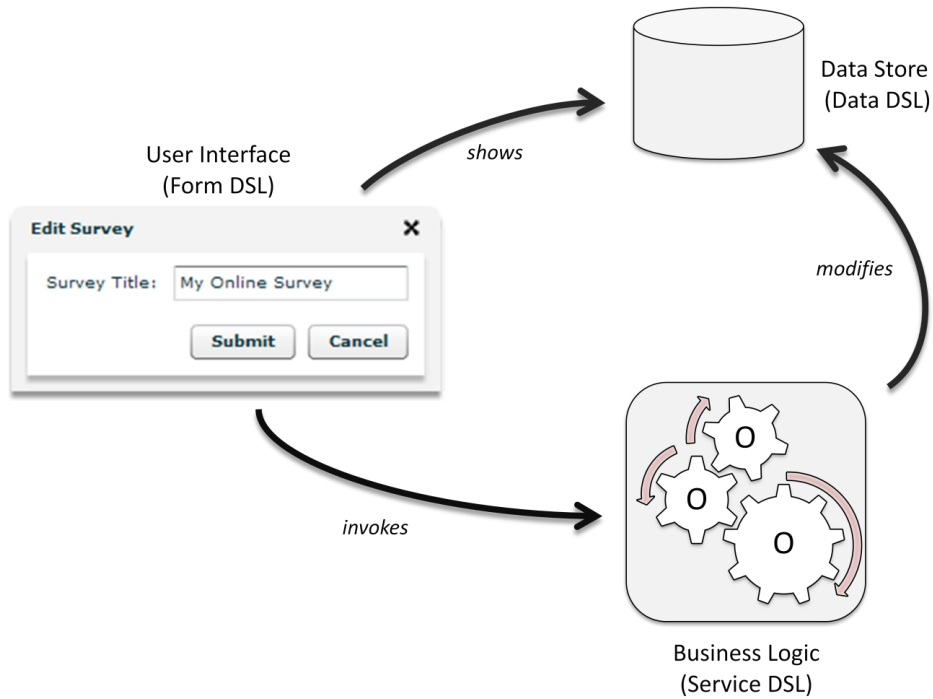 Data Store
(Data DSL)
shows
User Interface
(Form DSL)
Edit Survey
Survey Title: My Online Survey
Submit Cancel
modifies
invokes
O
O
O
Business Logic
(Service DSL)